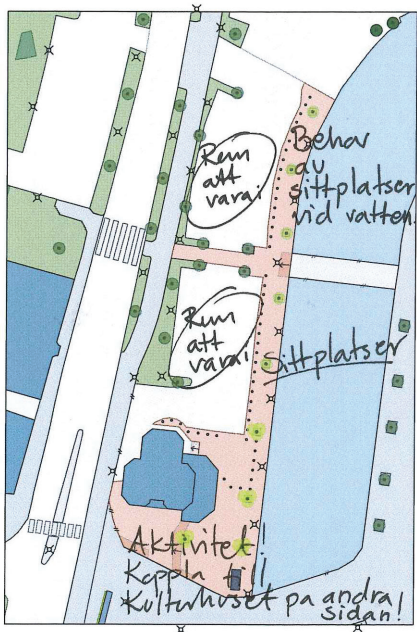 Rum
att
vara i
Behov
av
sittplatser
vid vatten.
Rum
att
vara i
Sittplatser
Aktivitet!
Koppla till
Kulturhuset på andra
sidan!